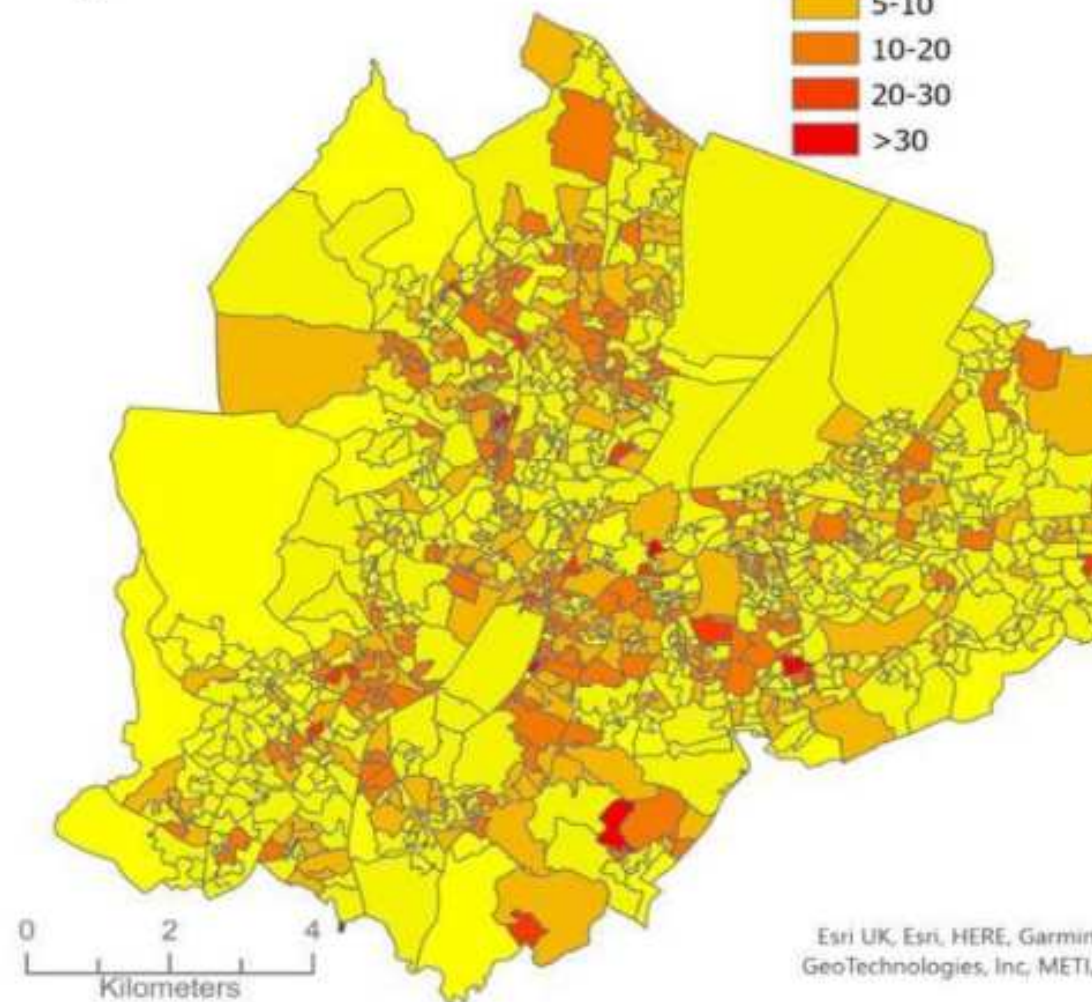 5-10
10-20
20-30
>30
0 2 4
Kilometers
Esri UK, Esri, HERE, Garmin
GeoTechnologies, Inc, METI